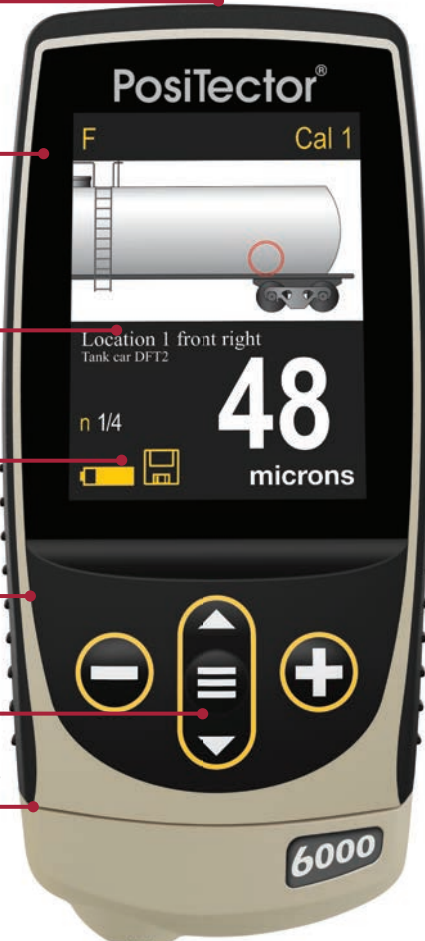 PosiTector®
F Cal 1
Location 1 front right
Tank car DFT2
48
n 1/4
microns
6000